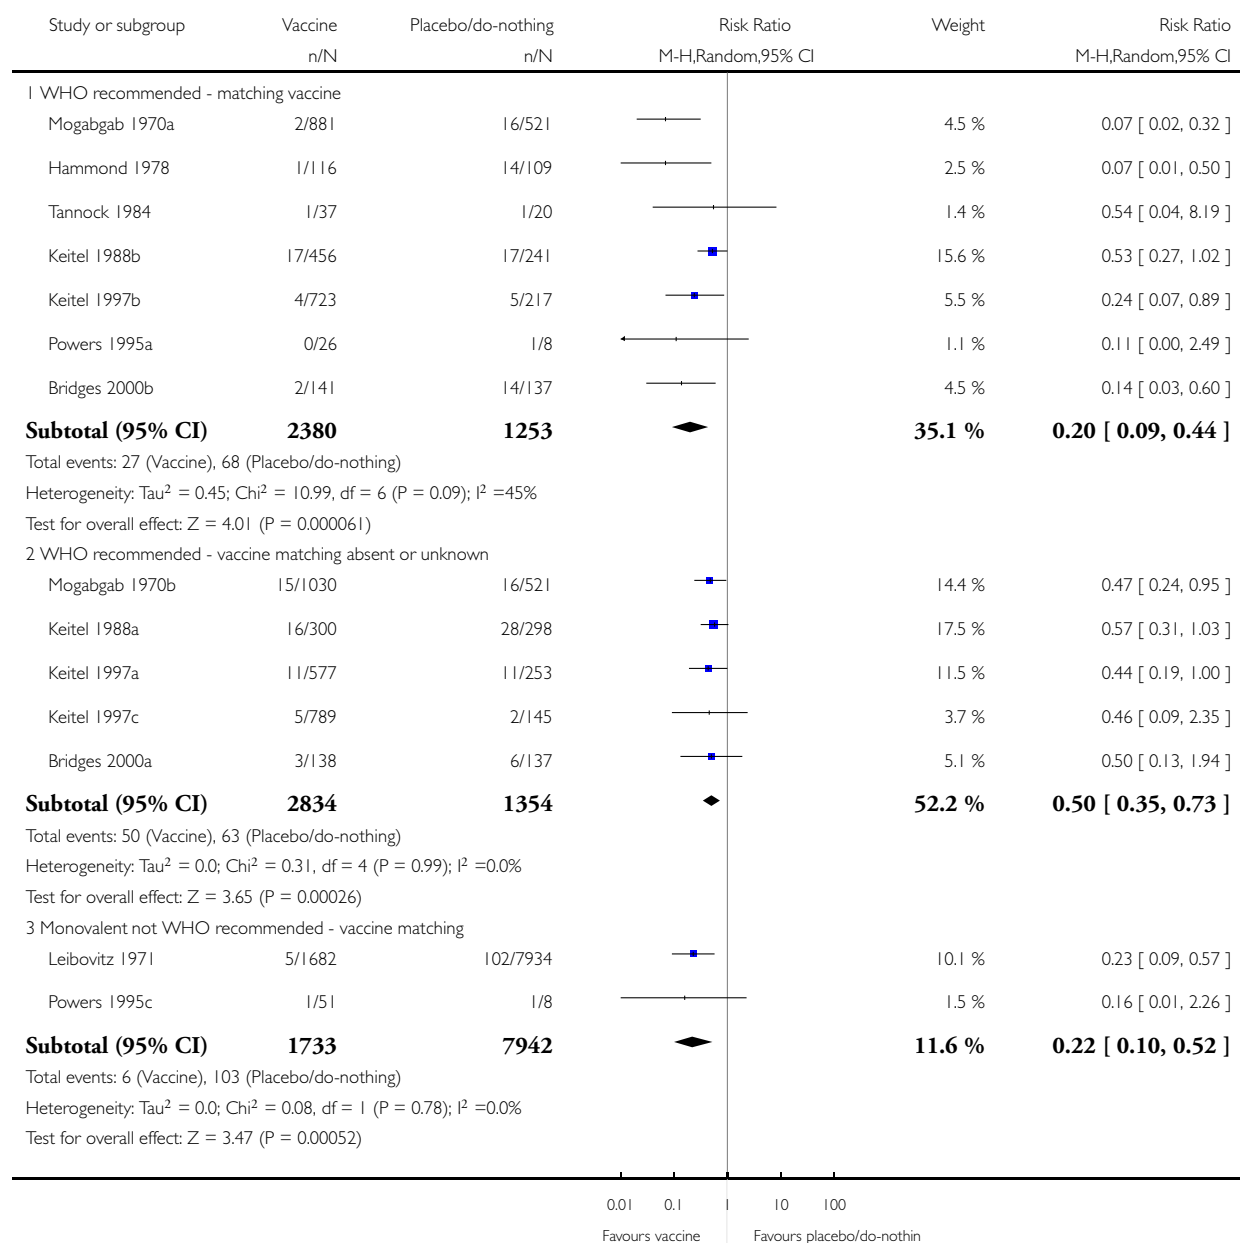 Study or subgroup Vaccine Placebo/do-nothing Risk Ratio Weight Risk Ratio
n/N n/N M-H,Random,95% CI M-H,Random,95% CI
1 WHO recommended - matching vaccine
Mogabgab 1970a 2/881 16/521 4.5 % 0.07 [ 0.02, 0.32 ]
Hammond 1978 1/116 14/109 2.5 % 0.07 [ 0.01, 0.50 ]
Tannock 1984 1/37 1/20 1.4 % 0.54 [ 0.04, 8.19 ]
Keitel 1988b 17/456 17/241 15.6 % 0.53 [ 0.27, 1.02 ]
Keitel 1997b 4/723 5/217 5.5 % 0.24 [ 0.07, 0.89 ]
Powers 1995a 0/26 1/8 1.1 % 0.11 [ 0.00, 2.49 ]
Bridges 2000b 2/141 14/137 4.5 % 0.14 [ 0.03, 0.60 ]
Subtotal (95% CI) 2380 1253 35.1 % 0.20 [ 0.09, 0.44 ]
Total events: 27 (Vaccine), 68 (Placebo/do-nothing)
Heterogeneity: Tau² = 0.45; Chi² = 10.99, df = 6 (P = 0.09); I² =45%
Test for overall effect: Z = 4.01 (P = 0.000061)
2 WHO recommended - vaccine matching absent or unknown
Mogabgab 1970b 15/1030 16/521 14.4 % 0.47 [ 0.24, 0.95 ]
Keitel 1988a 16/300 28/298 17.5 % 0.57 [ 0.31, 1.03 ]
Keitel 1997a 11/577 11/253 11.5 % 0.44 [ 0.19, 1.00 ]
Keitel 1997c 5/789 2/145 3.7 % 0.46 [ 0.09, 2.35 ]
Bridges 2000a 3/138 6/137 5.1 % 0.50 [ 0.13, 1.94 ]
Subtotal (95% CI) 2834 1354 52.2 % 0.50 [ 0.35, 0.73 ]
Total events: 50 (Vaccine), 63 (Placebo/do-nothing)
Heterogeneity: Tau² = 0.0; Chi² = 0.31, df = 4 (P = 0.99); I² =0.0%
Test for overall effect: Z = 3.65 (P = 0.00026)
3 Monovalent not WHO recommended - vaccine matching
Leibovitz 1971 5/1682 102/7934 10.1 % 0.23 [ 0.09, 0.57 ]
Powers 1995c 1/51 1/8 1.5 % 0.16 [ 0.01, 2.26 ]
Subtotal (95% CI) 1733 7942 11.6 % 0.22 [ 0.10, 0.52 ]
Total events: 6 (Vaccine), 103 (Placebo/do-nothing)
Heterogeneity: Tau² = 0.0; Chi² = 0.08, df = 1 (P = 0.78); I² =0.0%
Test for overall effect: Z = 3.47 (P = 0.00052)
0.01 0.1 1 10 100
Favours vaccine Favours placebo/do-nothin